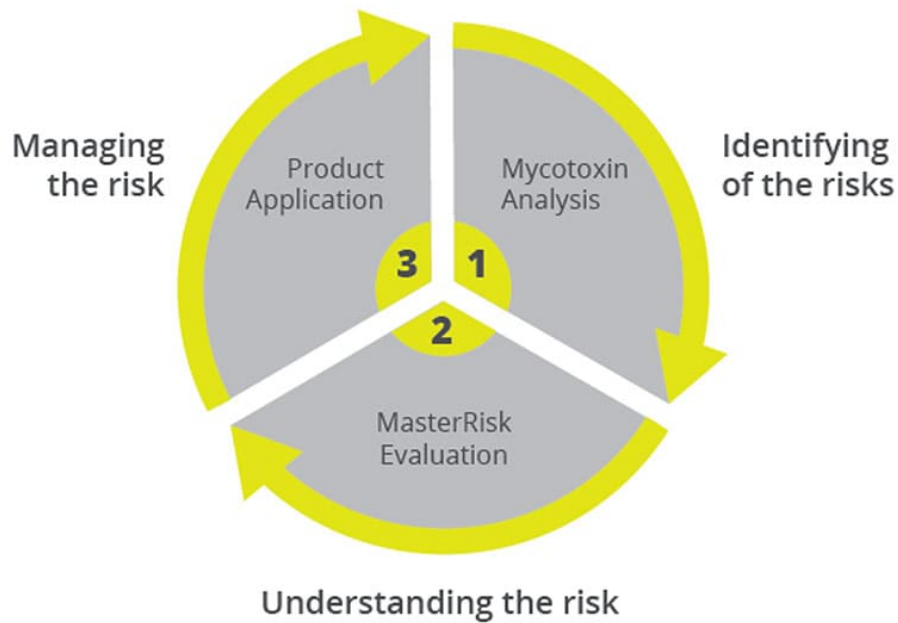 Managing
the risk
Product
Application
3
Mycotoxin
Analysis
1
Identifying
of the risks
2
MasterRisk
Evaluation
Understanding the risk